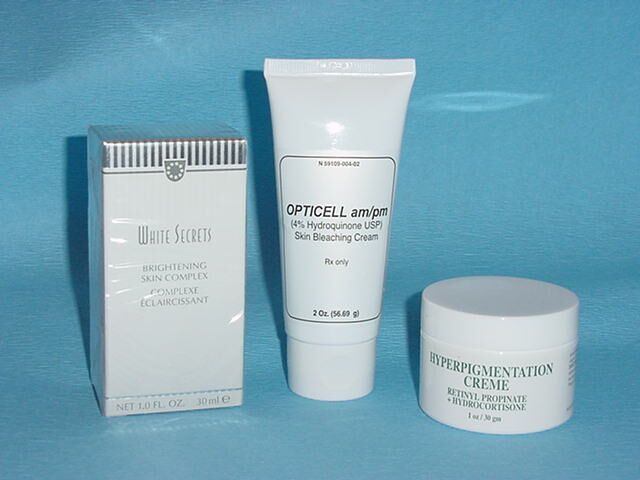 WHITE SECRETS
BRIGHTENING
SKIN COMPLEX
COMPLEXE
ÉCLAIRCISSANT
NET 1.0 FL. OZ. 30 ml e
N 59109-004-02
OPTICELL am/pm
(4% Hydroquinone USP)
Skin Bleaching Cream
Rx only
2 Oz. (56.69 g)
HYPERPIGMENTATION
CREME
RETINYL PROPINATE
+ HYDROCORTISONE
1 oz / 30 gm